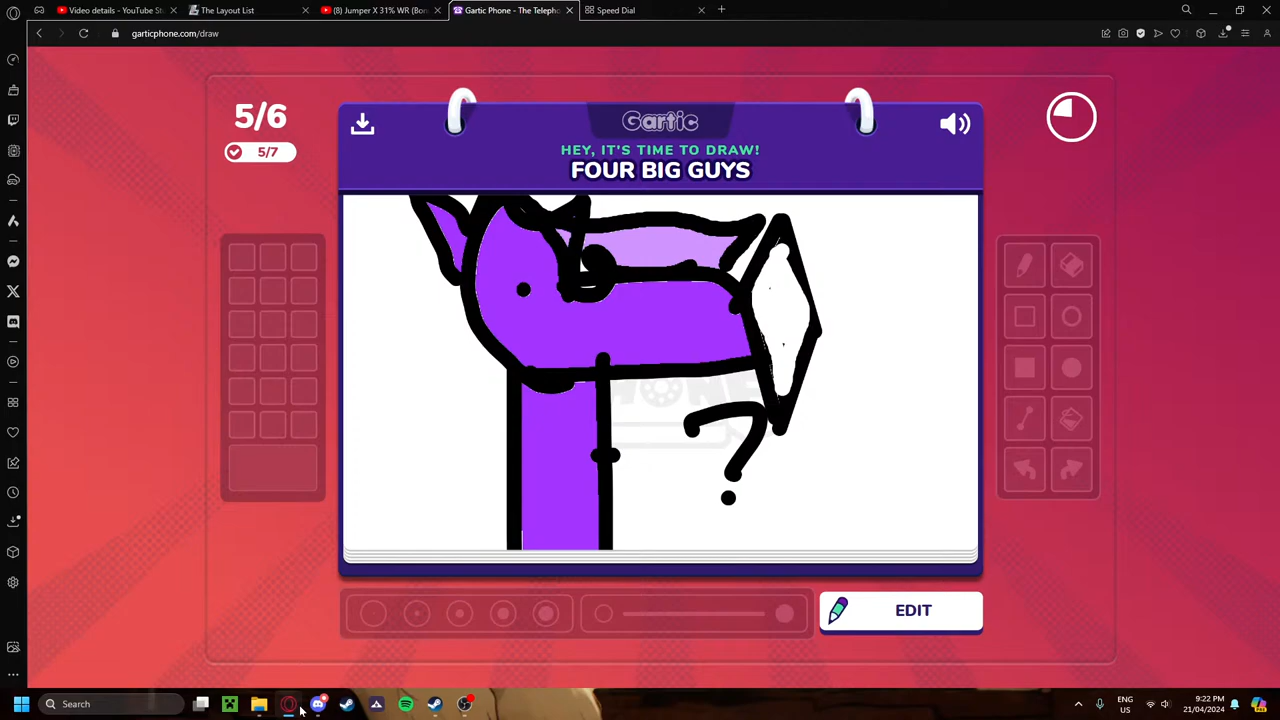 Video details - YouTube St
The Layout List
(8) Jumper X 31% WR (Bon
Gartic Phone - The Teleph
Speed Dial
garticphone.com/draw
5/6
5/7
Gartic
HEY, IT'S TIME TO DRAW!
FOUR BIG GUYS
PHONE
?
EDIT
Search
ENG
US
9:22 PM
21/04/2024